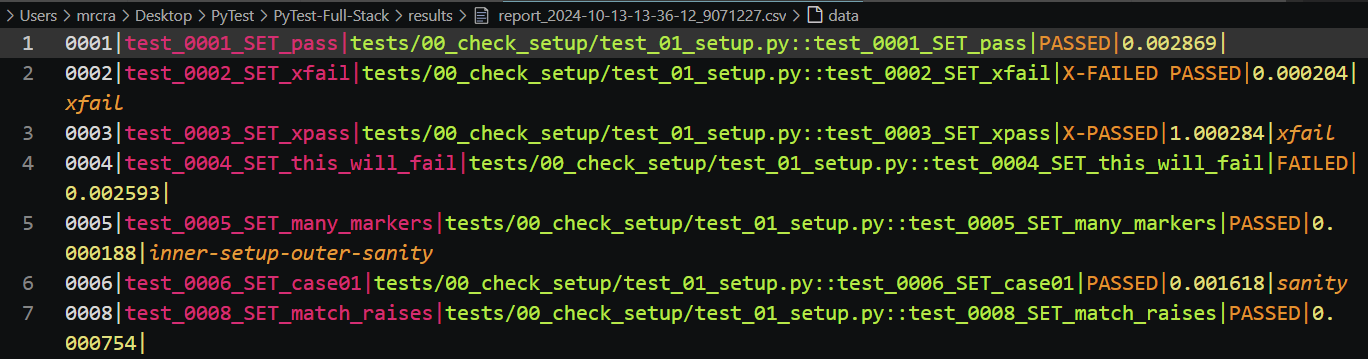 Users > mrcra > Desktop > PyTest > PyTest-Full-Stack > results > report_2024-10-13-13-36-12_9071227.csv > data
1 0001|test_0001_SET_pass|tests/00_check_setup/test_01_setup.py::test_0001_SET_pass|PASSED|0.002869|
2 0002|test_0002_SET_xfail|tests/00_check_setup/test_01_setup.py::test_0002_SET_xfail|X-FAILED PASSED|0.000204|
xfail
3 0003|test_0003_SET_xpass|tests/00_check_setup/test_01_setup.py::test_0003_SET_xpass|X-PASSED|1.000284|xfail
4 0004|test_0004_SET_this_will_fail|tests/00_check_setup/test_01_setup.py::test_0004_SET_this_will_fail|FAILED|
0.002593|
5 0005|test_0005_SET_many_markers|tests/00_check_setup/test_01_setup.py::test_0005_SET_many_markers|PASSED|0.
000188|inner-setup-outer-sanity
6 0006|test_0006_SET_case01|tests/00_check_setup/test_01_setup.py::test_0006_SET_case01|PASSED|0.001618|sanity
7 0008|test_0008_SET_match_raises|tests/00_check_setup/test_01_setup.py::test_0008_SET_match_raises|PASSED|0.
000754|